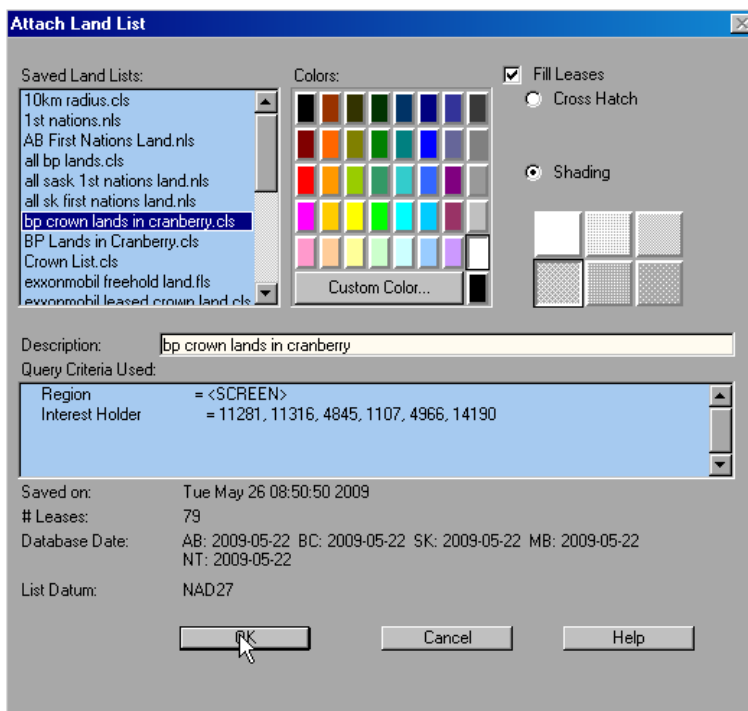 Attach Land List
Saved Land Lists:
10km radius.cls
1st nations.nls
AB First Nations Land.nls
all bp lands.cls
all sask 1st nations land.nls
all sk first nations land.nls
bp crown lands in cranberry.cls
BP Lands in Cranberry.cls
Crown List.cls
exxonmobil freehold land.fls
exxonmobil leased crown land.cls
Colors:
Custom Color...
Fill Leases
Cross Hatch
Shading
Description: bp crown lands in cranberry
Query Criteria Used:
Region = <SCREEN>
Interest Holder = 11281, 11316, 4845, 1107, 4966, 14190
Saved on: Tue May 26 08:50:50 2009
# Leases: 79
Database Date: AB: 2009-05-22 BC: 2009-05-22 SK: 2009-05-22 MB: 2009-05-22
NT: 2009-05-22
List Datum: NAD27
OK Cancel Help